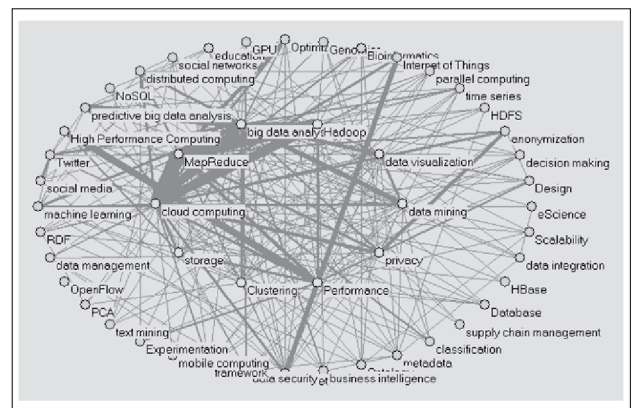 GPU
Optimi
Genomics
education
Bioinformatics
social networks
Internet of Things
distributed computing
parallel computing
NoSQL
time series
predictive big data analysis
HDFS
big data analys
Hadoop
High Performance Computing
anonymization
Twitter
MapReduce
data visualization
decision making
social media
Design
machine learning
cloud computing
data mining
eScience
RDF
Scalability
data management
storage
privacy
data integration
OpenFlow
Clustering
Performance
HBase
PCA
Database
text mining
supply chain management
Experimentation
classification
mobile computing
metadata
framework
data security
business intelligence